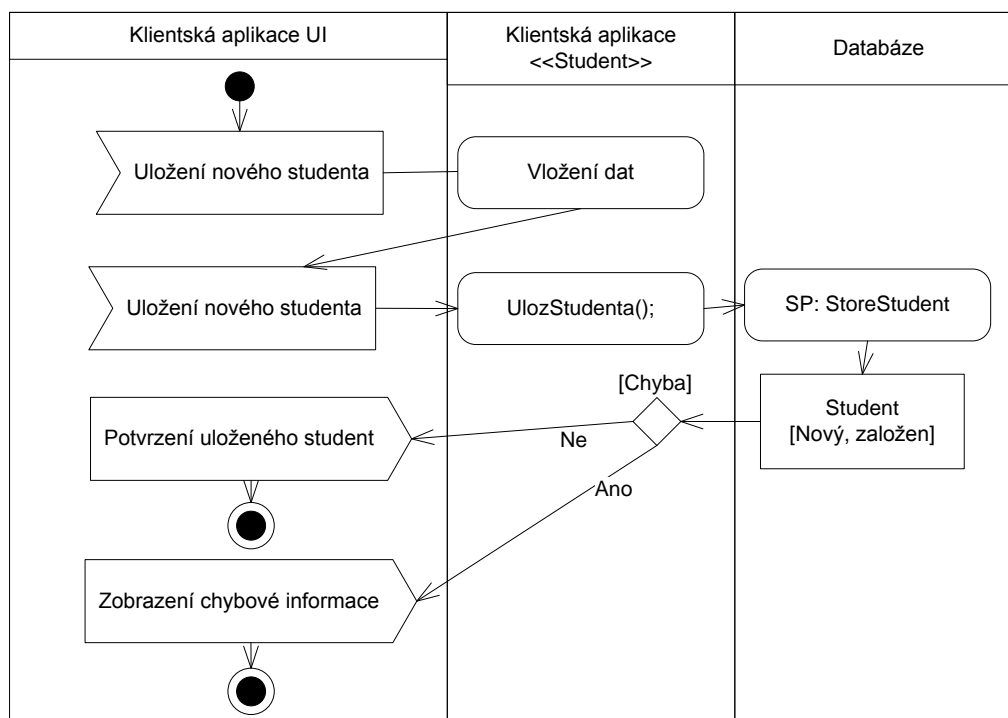 Klientská aplikace UI
Klientská aplikace
<<Student>>
Databáze
Uložení nového studenta
Vložení dat
Uložení nového studenta
UlozStudenta();
SP: StoreStudent
[Chyba]
Student
[Nový, založen]
Potvrzení uloženého student
Ne
Ano
Zobrazení chybové informace